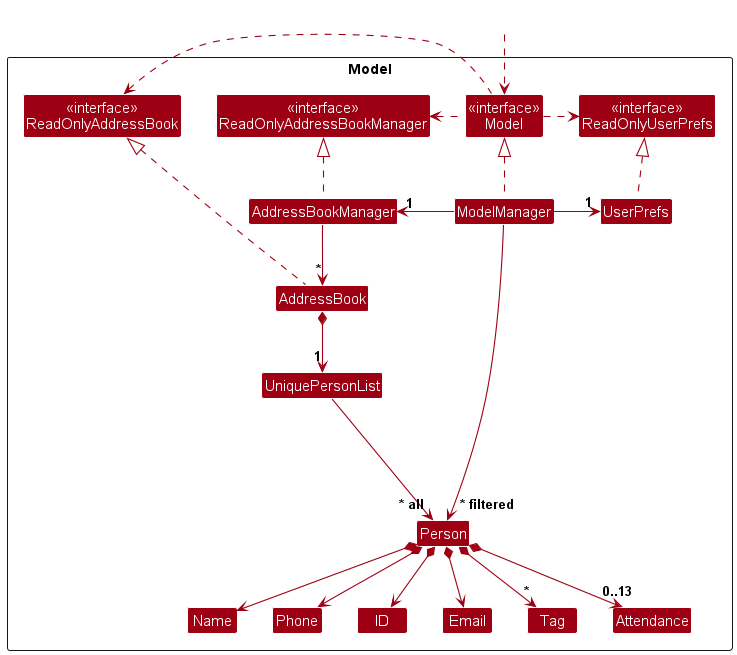 Model
«interface»
ReadOnlyAddressBook
«interface»
ReadOnlyAddressBookManager
«interface»
Model
«interface»
ReadOnlyUserPrefs
AddressBookManager
1
ModelManager
1
UserPrefs
*
AddressBook
1
UniquePersonList
* all
* filtered
Person
*
0..13
Name
Phone
ID
Email
Tag
Attendance